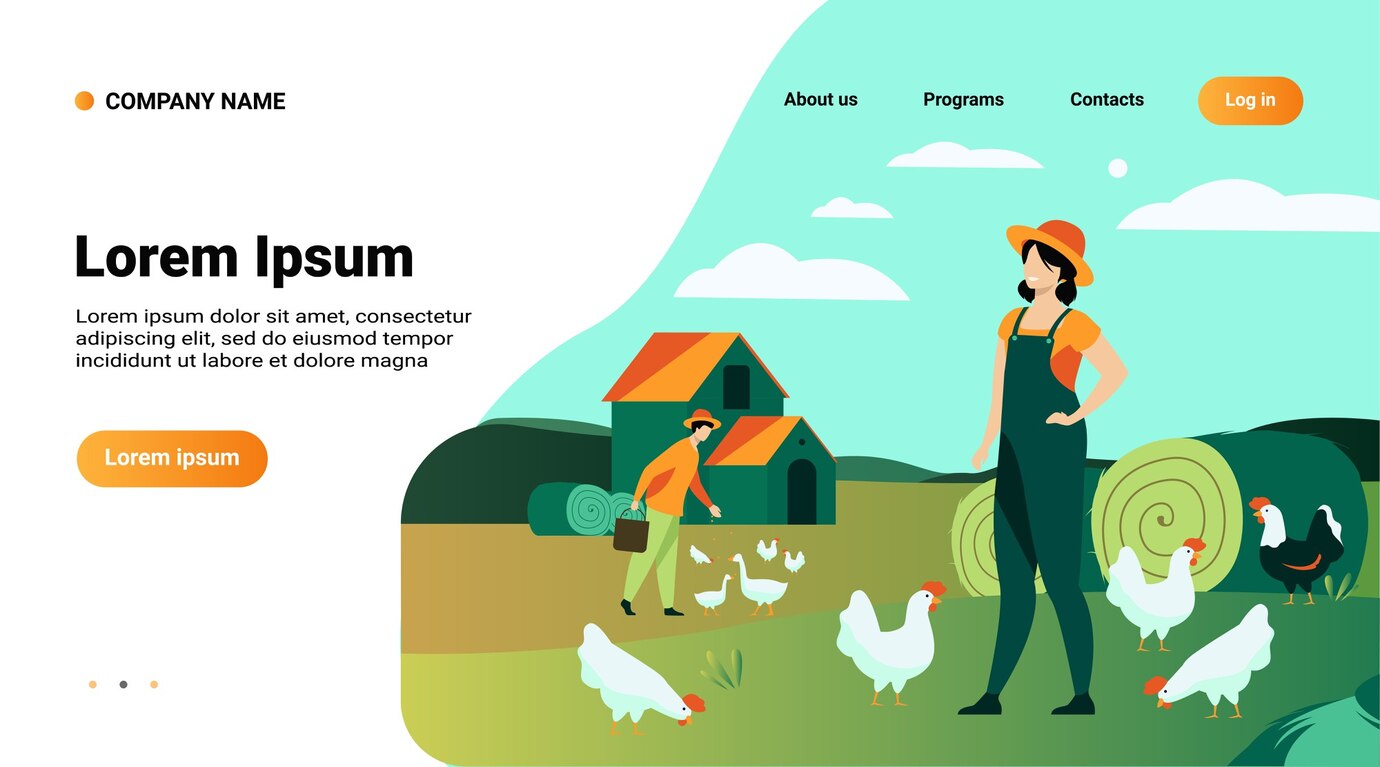 COMPANY NAME
About us
Programs
Contacts
Log in
Lorem Ipsum
Lorem ipsum dolor sit amet, consectetur
adipiscing elit, sed do eiusmod tempor
incididunt ut labore et dolore magna
Lorem ipsum